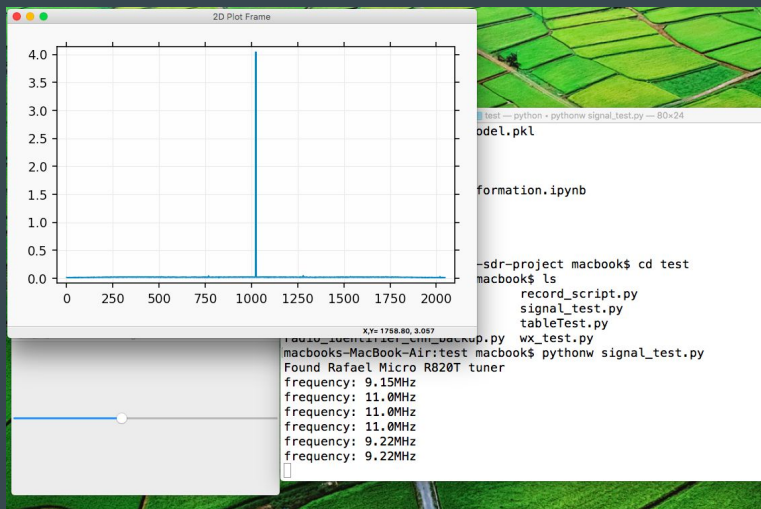 2D Plot Frame
4.0
3.5
3.0
2.5
2.0
1.5
1.0
0.5
0.0
0 250 500 750 1000 1250 1500 1750 2000
X,Y= 1758.80, 3.057
test — python • pythonw signal_test.py — 80×24
odel.pkl
formation.ipynb
-sdr-project macbook$ cd test
macbook$ ls
record_script.py
signal_test.py
tableTest.py
radio_identifier_cnn_backup.py wx_test.py
macbooks-MacBook-Air:test macbook$ pythonw signal_test.py
Found Rafael Micro R820T tuner
frequency: 9.15MHz
frequency: 11.0MHz
frequency: 11.0MHz
frequency: 11.0MHz
frequency: 9.22MHz
frequency: 9.22MHz